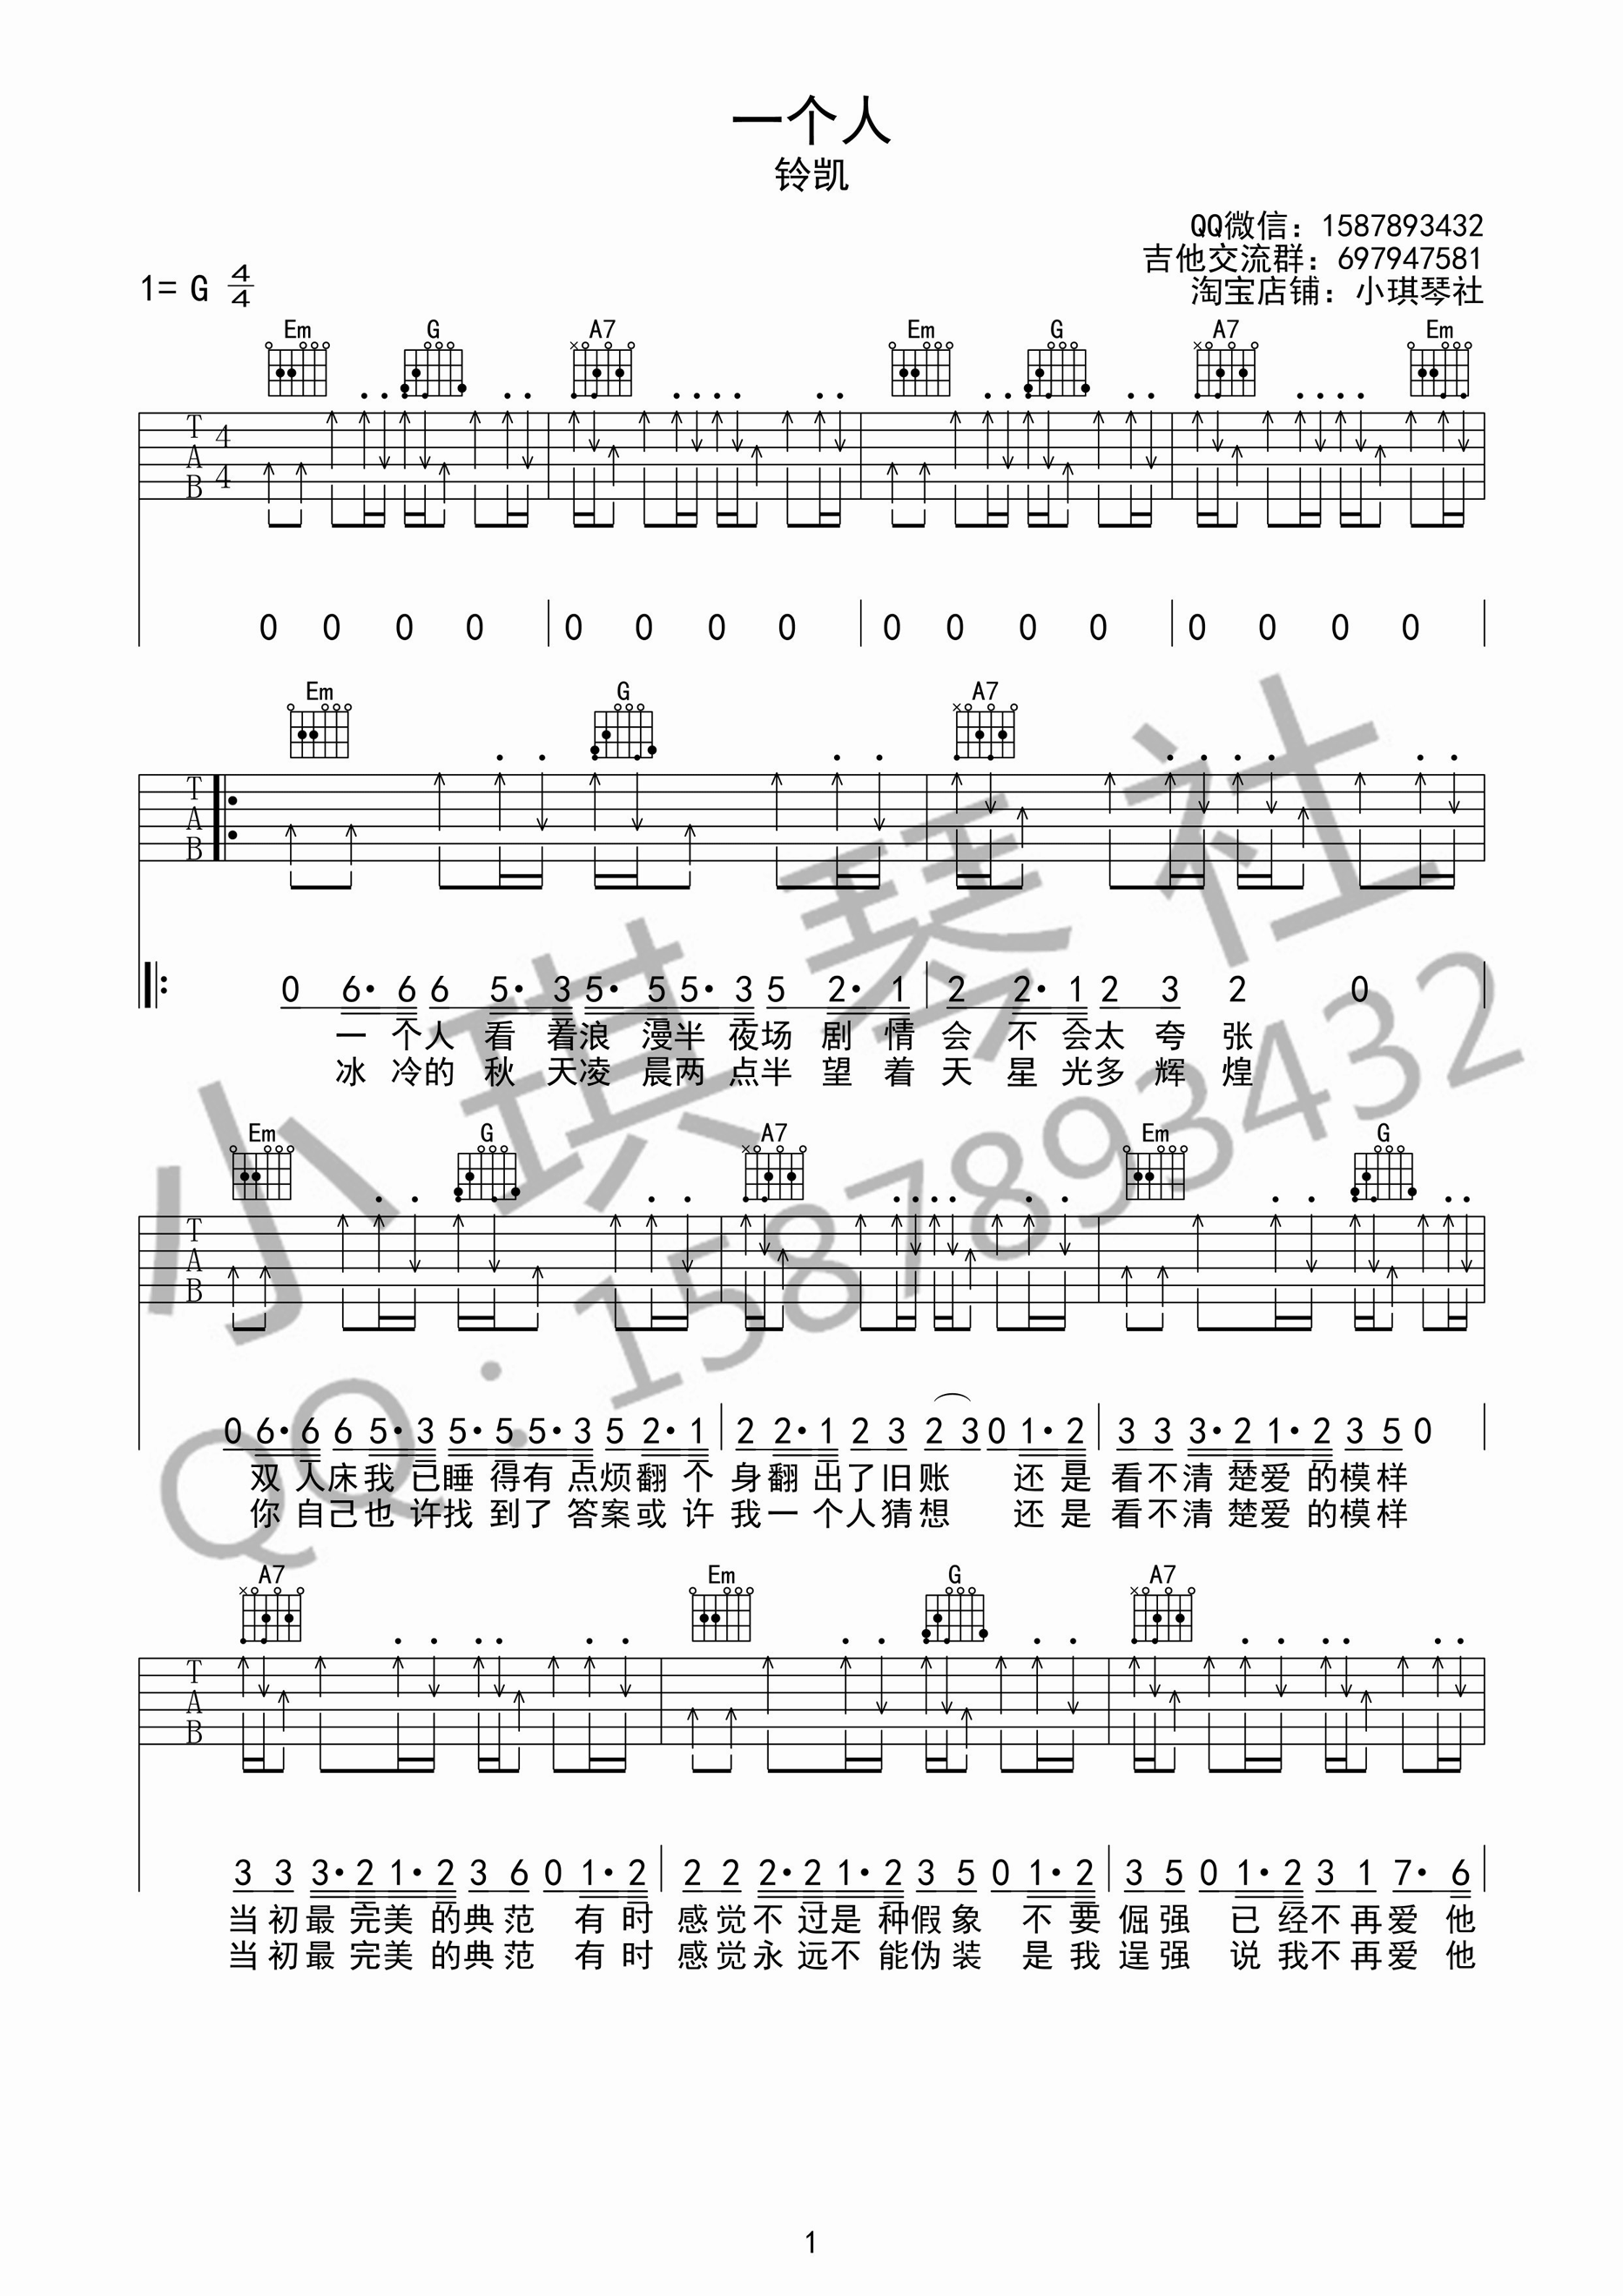 一个人
铃凯
QQ微信：1587893432
吉他交流群：697947581
淘宝店铺：小琪琴社
1= G 4/4
Em G A7 Em G A7 Em
T A B 4 4
0 0 0 0 | 0 0 0 0 | 0 0 0 0 | 0 0 0 0 |
Em G A7
T A B
0 6· 6 6 5· 3 5· 5 5· 3 5 2· 1 | 2 2· 1 2 3 2 0 |
一 个人 看 着浪 漫半 夜场 剧 情 会 不 会太 夸 张
冰 冷的 秋 天凌 晨两 点半 望 着 天 星 光多 辉 煌
Em G A7 Em G
T A B
0 6· 6 6 5· 3 5· 5 5· 3 5 2· 1 | 2 2· 1 2 3 2 3 0 1· 2 | 3 3 3· 2 1· 2 3 5 0 |
双 人床我 已睡 得有 点烦翻 个 身翻 出了旧 账 还 是 看不清 楚爱 的模样
你 自己也 许找 到了 答案或 许 我一 个人猜 想 还 是 看不清 楚爱 的模样
A7 Em G A7
T A B
3 3 3· 2 1· 2 3 6 0 1· 2 | 2 2 2· 2 1· 2 3 5 0 1· 2 | 3 5 0 1· 2 3 1 7· 6 |
当初最 完美 的典范 有 时 感觉不 过是 种假象 不 要 倔强 已 经不再爱 他
当初最 完美 的典范 有 时 感觉永 远不 能伪装 是 我 逞强 说 我不再爱 他
小琪琴社
QQ：1587893432
1